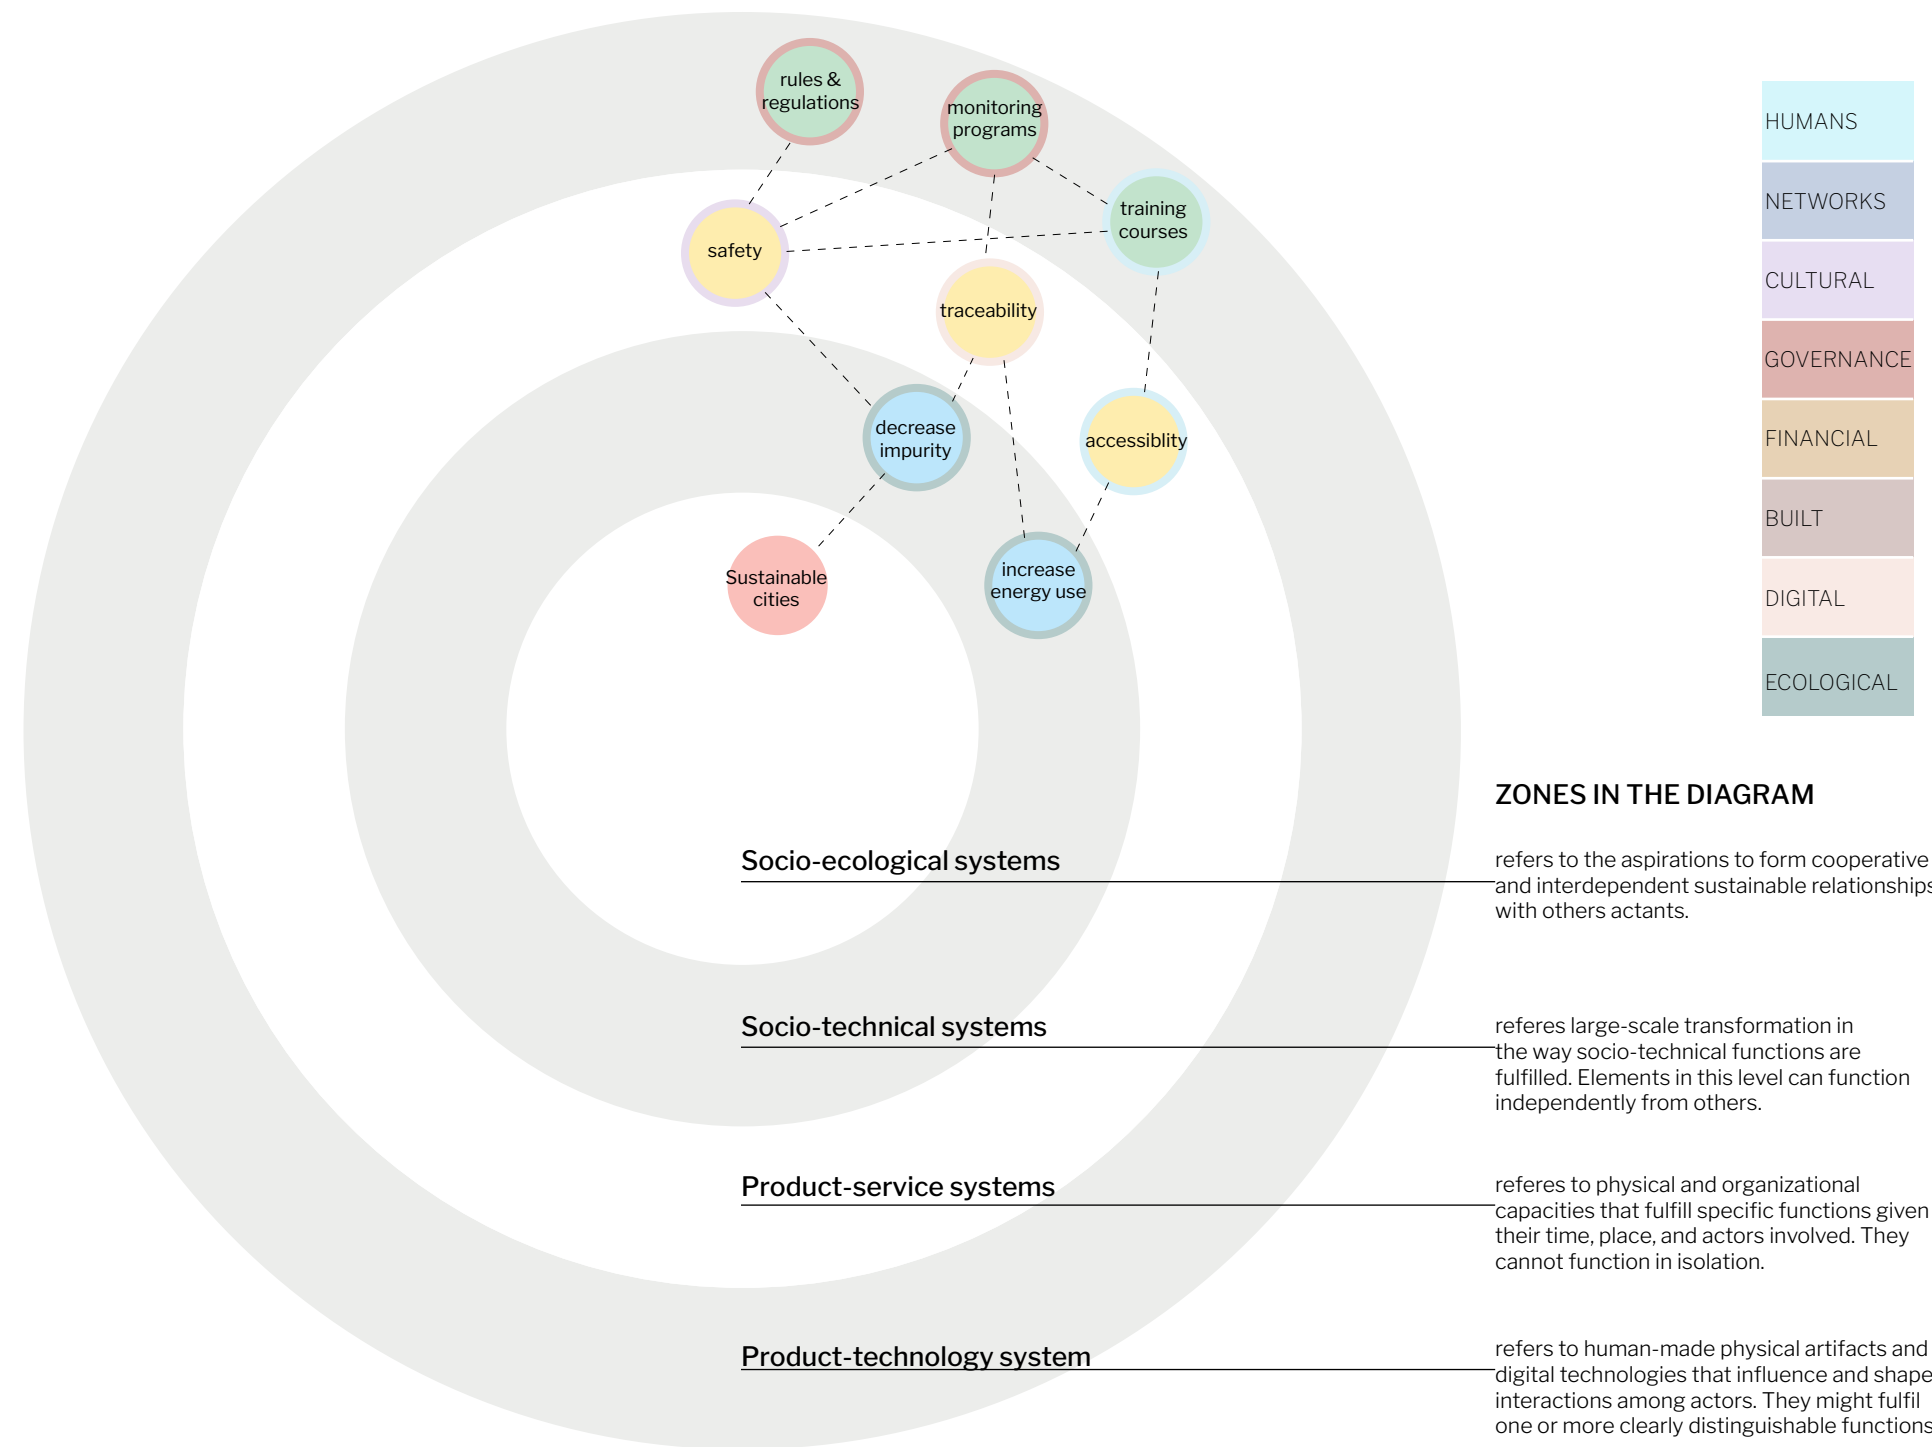 rules &
regulations
monitoring
programs
training
courses
safety
traceability
decrease
impurity
accessiblity
Sustainable
cities
increase
energy use
HUMANS
NETWORKS
CULTURAL
GOVERNANCE
FINANCIAL
BUILT
DIGITAL
ECOLOGICAL
ZONES IN THE DIAGRAM
Socio-ecological systems
refers to the aspirations to form cooperative
and interdependent sustainable relationships
with others actants.
Socio-technical systems
referes large-scale transformation in
the way socio-technical functions are
fulfilled. Elements in this level can function
independently from others.
Product-service systems
referes to physical and organizational
capacities that fulfill specific functions given
their time, place, and actors involved. They
cannot function in isolation.
Product-technology system
refers to human-made physical artifacts and
digital technologies that influence and shape
interactions among actors. They might fulfil
one or more clearly distinguishable functions